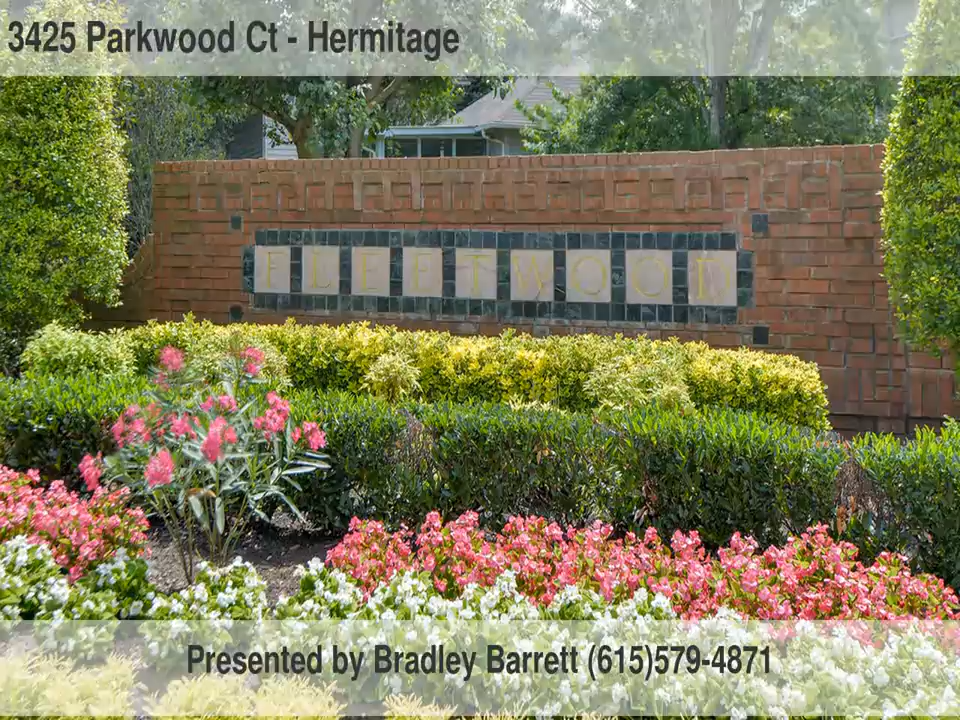 3425 Parkwood Ct - Hermitage
FLEETWOOD
Presented by Bradley Barrett (615)579-4871